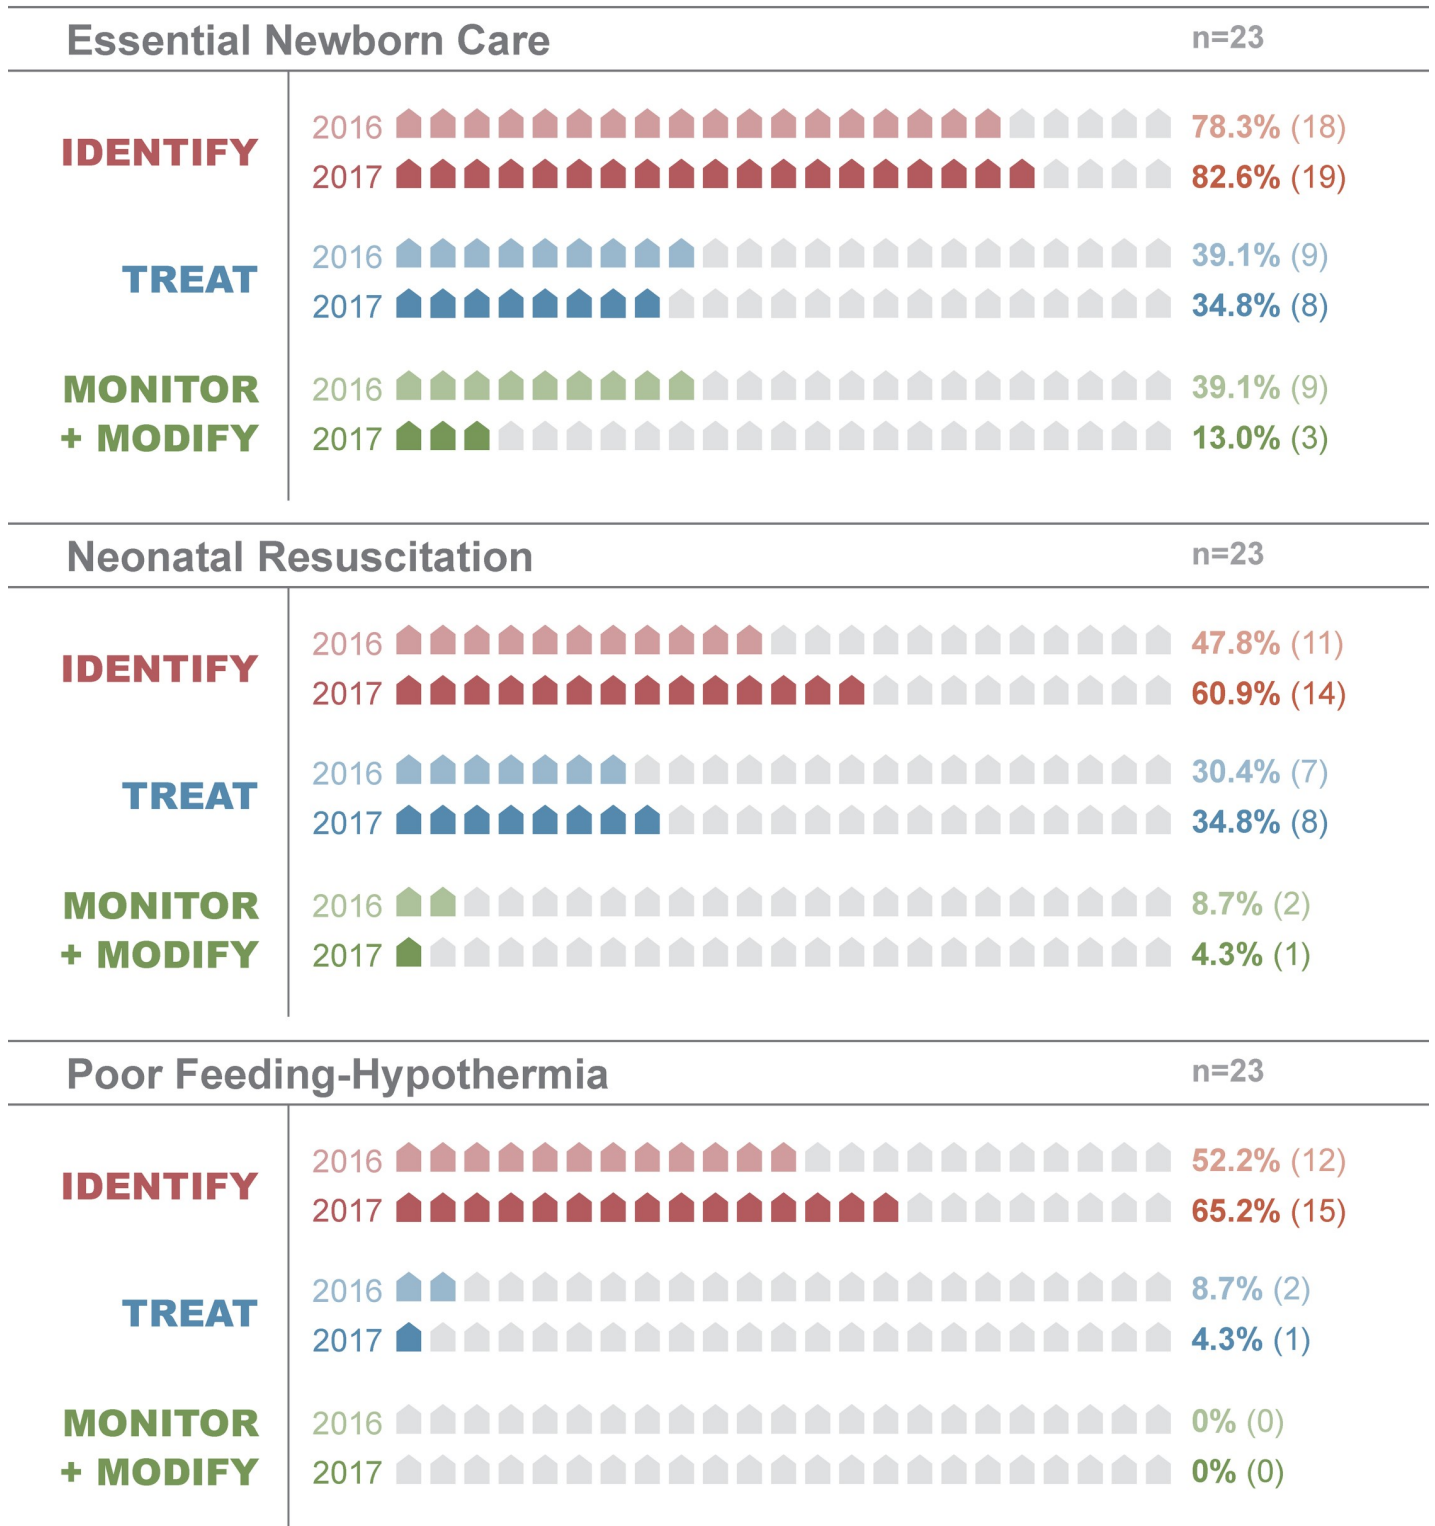 Essential Newborn Care n=23
IDENTIFY
2016 78.3% (18)
2017 82.6% (19)
TREAT
2016 39.1% (9)
2017 34.8% (8)
MONITOR
+ MODIFY
2016 39.1% (9)
2017 13.0% (3)
Neonatal Resuscitation n=23
IDENTIFY
2016 47.8% (11)
2017 60.9% (14)
TREAT
2016 30.4% (7)
2017 34.8% (8)
MONITOR
+ MODIFY
2016 8.7% (2)
2017 4.3% (1)
Poor Feeding-Hypothermia n=23
IDENTIFY
2016 52.2% (12)
2017 65.2% (15)
TREAT
2016 8.7% (2)
2017 4.3% (1)
MONITOR
+ MODIFY
2016 0% (0)
2017 0% (0)